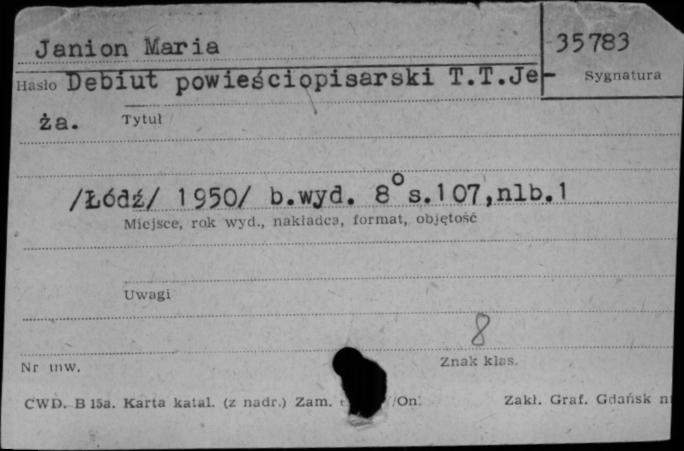 Janion Maria
35783
Hasło Debiut powieściopisarski T.T.Je-
Sygnatura
ża.
Tytuł
/Łódź/ 1950/ b.wyd. 8° s.107,nlb.1
Miejsce, rok wyd., nakładca, format, objętość
Uwagi
8
Nr inw.
Znak klas.
CWD. B 15a. Karta katal. (z nadr.) Zam. /On.
Zakł. Graf. Gdańsk